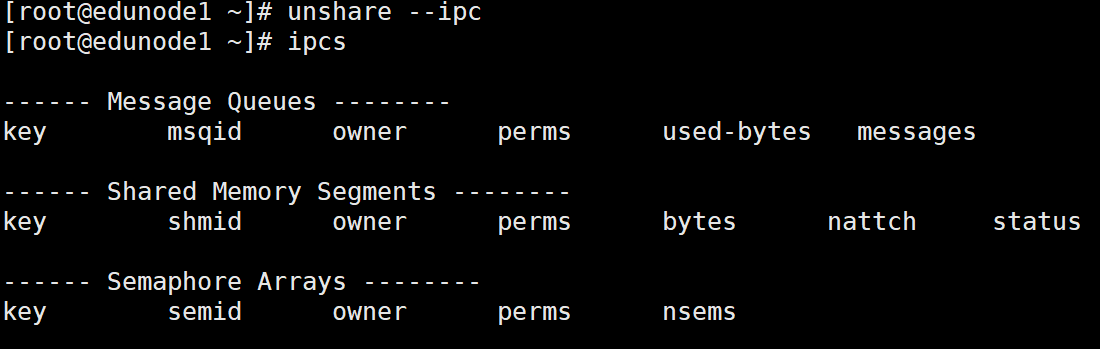 [root@edunode1 ~]# unshare --ipc
[root@edunode1 ~]# ipcs
------ Message Queues --------
key        msqid      owner      perms      used-bytes   messages
------ Shared Memory Segments --------
key        shmid      owner      perms      bytes      nattch     status
------ Semaphore Arrays --------
key        semid      owner      perms      nsems